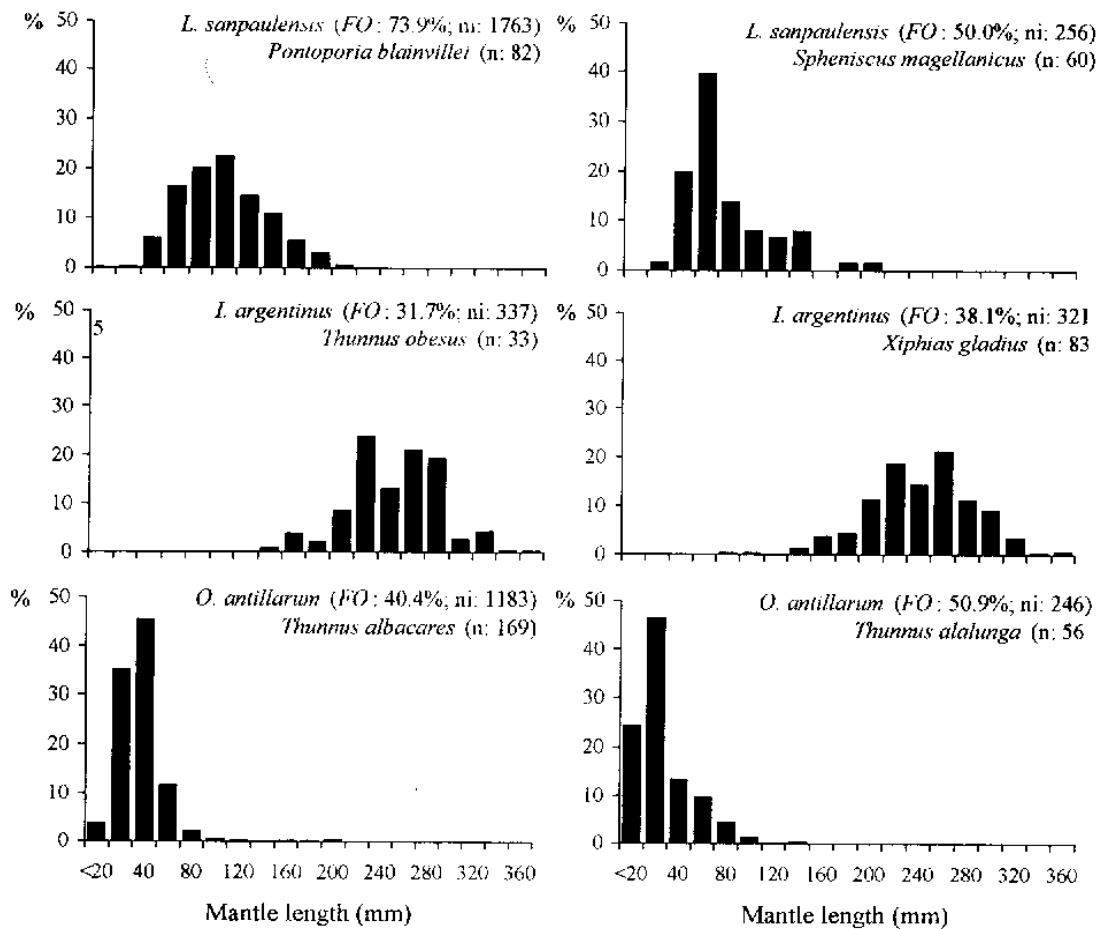 %
50
40
30
20
10
0
L. sanpaulensis (FO: 73.9%; ni: 1763)
Pontoporia blainvillei (n: 82)
%
50
40
30
20
10
0
L. sanpaulensis (FO: 50.0%; ni: 256)
Spheniscus magellanicus (n: 60)
%
50
40
30
20
10
0
5
I. argentinus (FO: 31.7%; ni: 337)
Thunnus obesus (n: 33)
%
50
40
30
20
10
0
I. argentinus (FO: 38.1%; ni: 321
Xiphias gladius (n: 83
%
50
40
30
20
10
0
O. antillarum (FO: 40.4%; ni: 1183)
Thunnus albacares (n: 169)
<20 40 80 120 160 200 240 280 320 360
Mantle length (mm)
%
50
40
30
20
10
0
O. antillarum (FO: 50.9%; ni: 246)
Thunnus alalunga (n: 56
<20 40 80 120 160 200 240 280 320 360
Mantle length (mm)